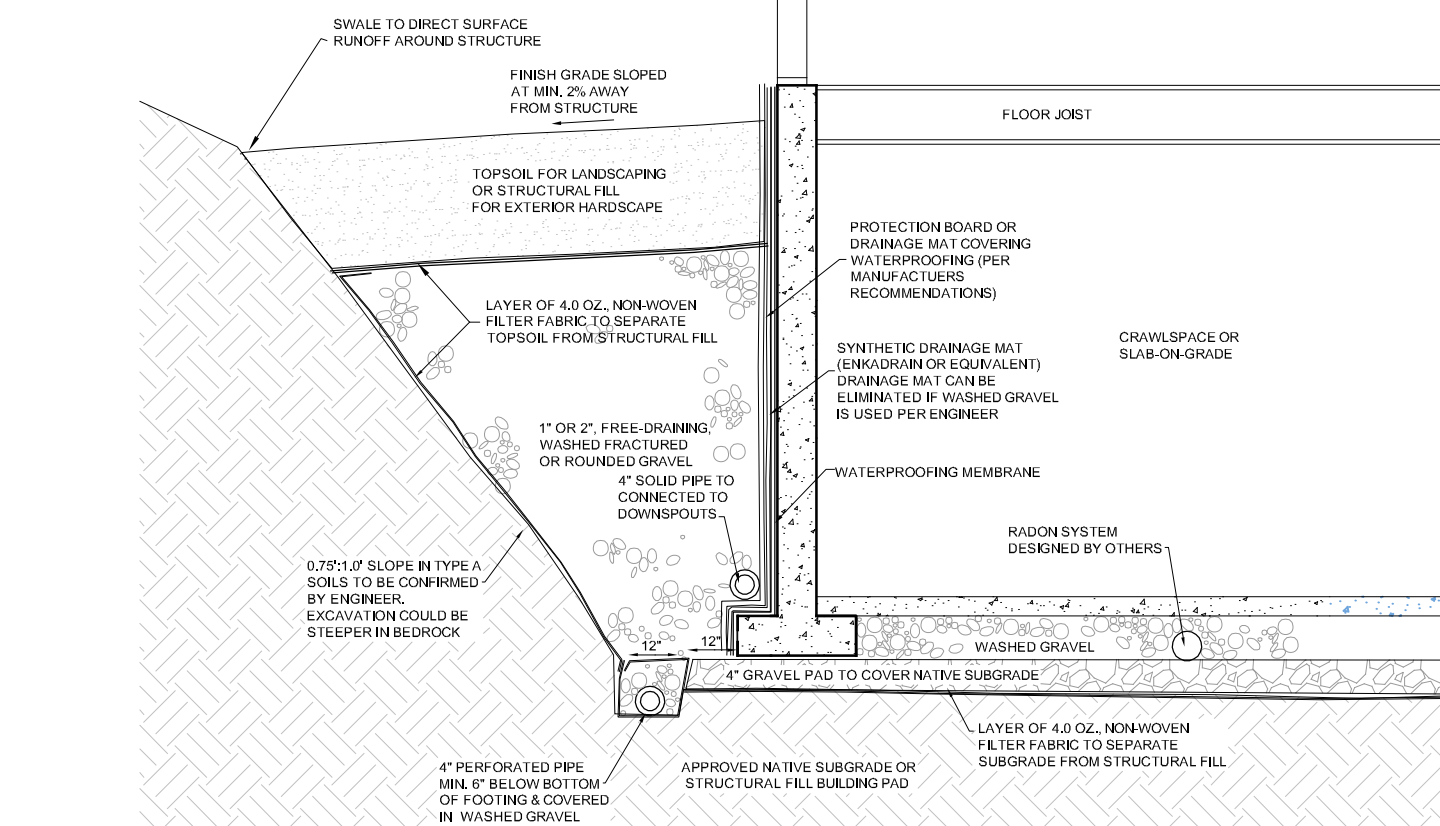 SWALE TO DIRECT SURFACE
RUNOFF AROUND STRUCTURE
FINISH GRADE SLOPED
AT MIN. 2% AWAY
FROM STRUCTURE
FLOOR JOIST
TOPSOIL FOR LANDSCAPING
OR STRUCTURAL FILL
FOR EXTERIOR HARDSCAPE
PROTECTION BOARD OR
DRAINAGE MAT COVERING
WATERPROOFING (PER
MANUFACTUERS
RECOMMENDATIONS)
LAYER OF 4.0 OZ., NON-WOVEN
FILTER FABRIC TO SEPARATE
TOPSOIL FROM STRUCTURAL FILL
CRAWLSPACE OR
SLAB-ON-GRADE
SYNTHETIC DRAINAGE MAT
(ENKADRAIN OR EQUIVALENT)
DRAINAGE MAT CAN BE
ELIMINATED IF WASHED GRAVEL
IS USED PER ENGINEER
1" OR 2", FREE-DRAINING,
WASHED FRACTURED
OR ROUNDED GRAVEL
4" SOLID PIPE TO
CONNECTED TO
DOWNSPOUTS
WATERPROOFING MEMBRANE
RADON SYSTEM
DESIGNED BY OTHERS
0.75':1.0' SLOPE IN TYPE A
SOILS TO BE CONFIRMED
BY ENGINEER.
EXCAVATION COULD BE
STEEPER IN BEDROCK
12"
12"
WASHED GRAVEL
4" GRAVEL PAD TO COVER NATIVE SUBGRADE
LAYER OF 4.0 OZ., NON-WOVEN
FILTER FABRIC TO SEPARATE
SUBGRADE FROM STRUCTURAL FILL
4" PERFORATED PIPE
MIN. 6" BELOW BOTTOM
OF FOOTING & COVERED
IN WASHED GRAVEL
APPROVED NATIVE SUBGRADE OR
STRUCTURAL FILL BUILDING PAD